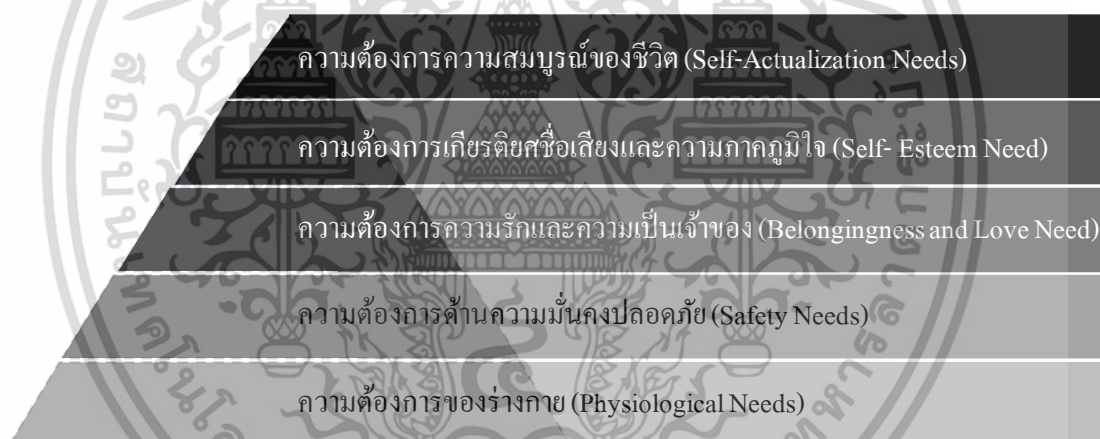 ความต้องการความสมบูรณ์ของชีวิต (Self-Actualization Needs)
ความต้องการเกียรติยศชื่อเสียงและความภาคภูมิใจ (Self- Esteem Need)
ความต้องการความรักและความเป็นเจ้าของ (Belongingness and Love Need)
ความต้องการด้านความมั่นคงปลอดภัย (Safety Needs)
ความต้องการของร่างกาย (Physiological Needs)